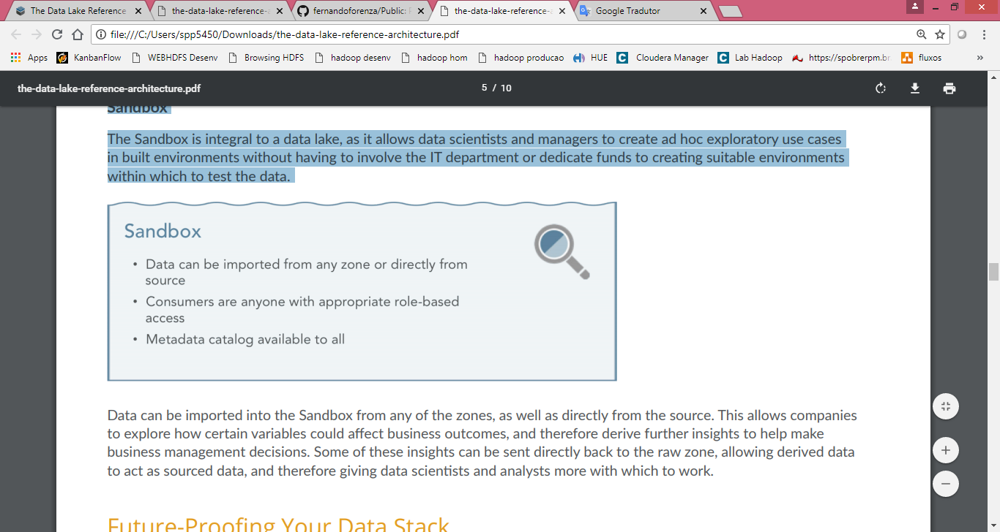 The Data Lake Reference
the-data-lake-reference-
fernandoforenza/Public:
the-data-lake-reference-
Google Tradutor
file:///C:/Users/spp5450/Downloads/the-data-lake-reference-architecture.pdf
Apps KanbanFlow WEBHDFS Desenv Browsing HDFS hadoop desenv hadoop hom hadoop producao HUE Cloudera Manager Lab Hadoop https://spobrerpm.br fluxos »
the-data-lake-reference-architecture.pdf 5 / 10
Sandbox
The Sandbox is integral to a data lake, as it allows data scientists and managers to create ad hoc exploratory use cases
in built environments without having to involve the IT department or dedicate funds to creating suitable environments
within which to test the data.
Sandbox
• Data can be imported from any zone or directly from
source
• Consumers are anyone with appropriate role-based
access
• Metadata catalog available to all
Data can be imported into the Sandbox from any of the zones, as well as directly from the source. This allows companies
to explore how certain variables could affect business outcomes, and therefore derive further insights to help make
business management decisions. Some of these insights can be sent directly back to the raw zone, allowing derived data
to act as sourced data, and therefore giving data scientists and analysts more with which to work.
Future-Proofing Your Data Stack